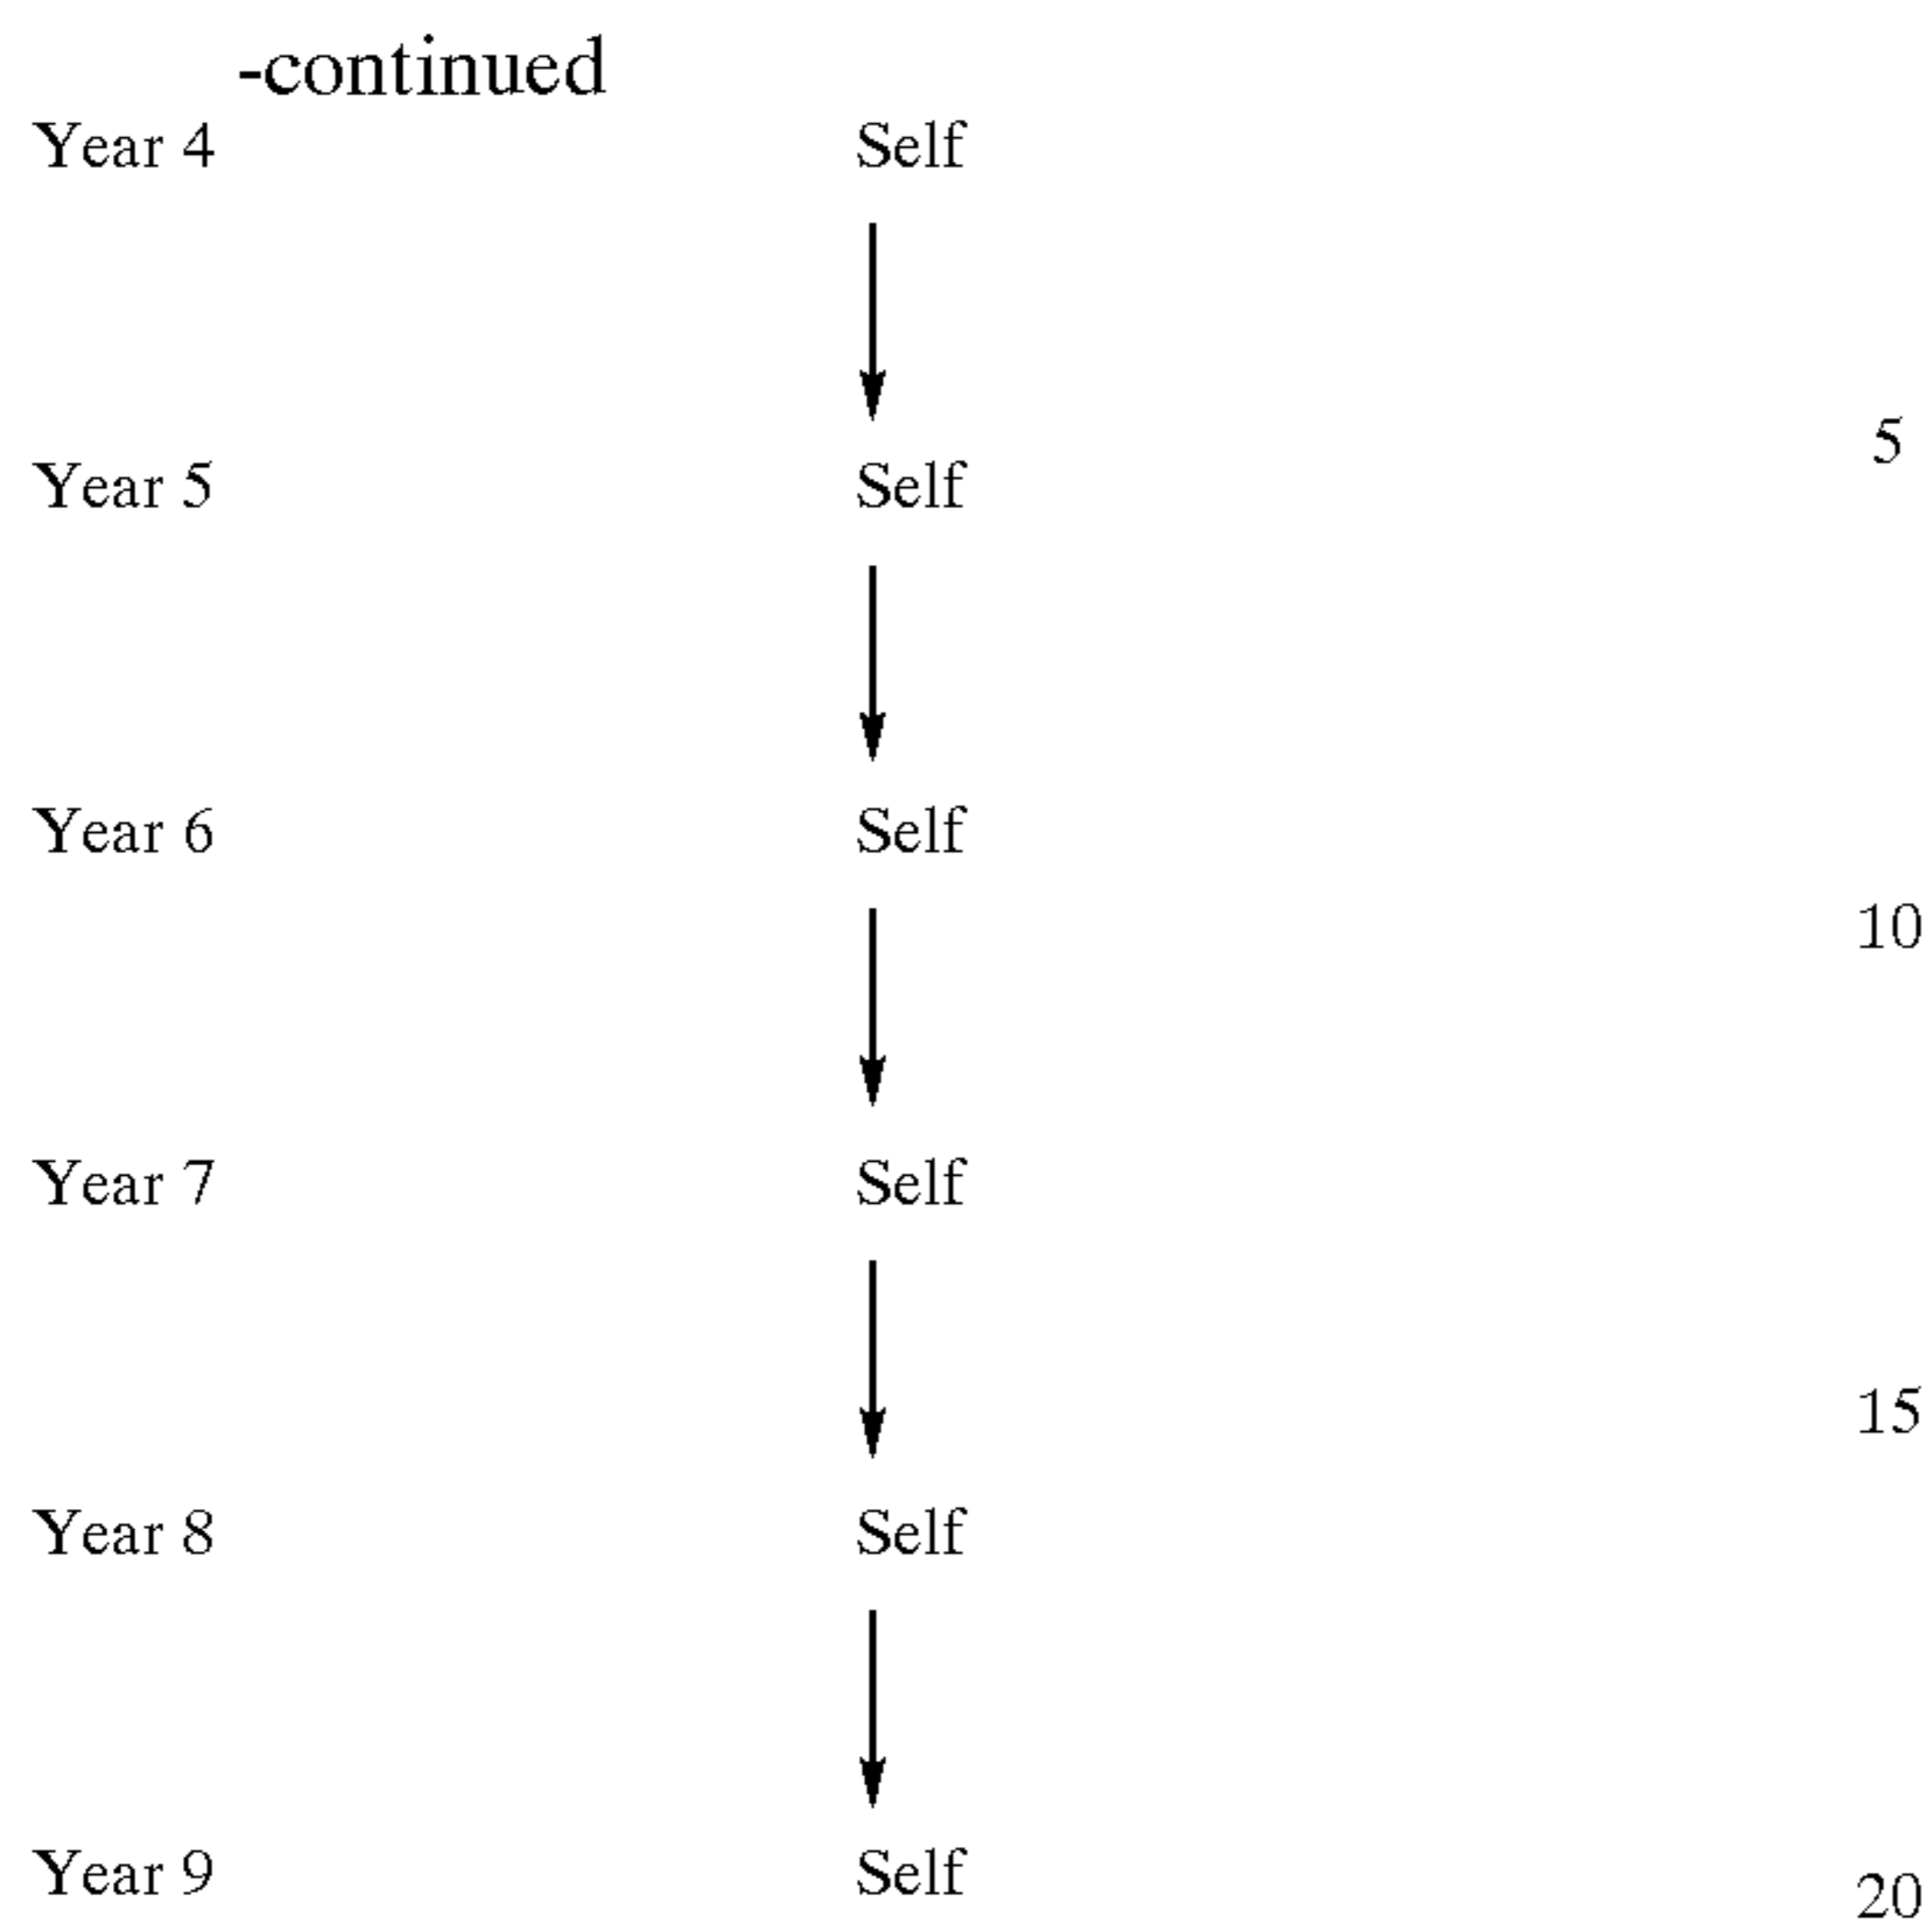 -continued
Year 4 Self
5
Year 5 Self
Year 6 Self
10
Year 7 Self
15
Year 8 Self
Year 9 Self
20